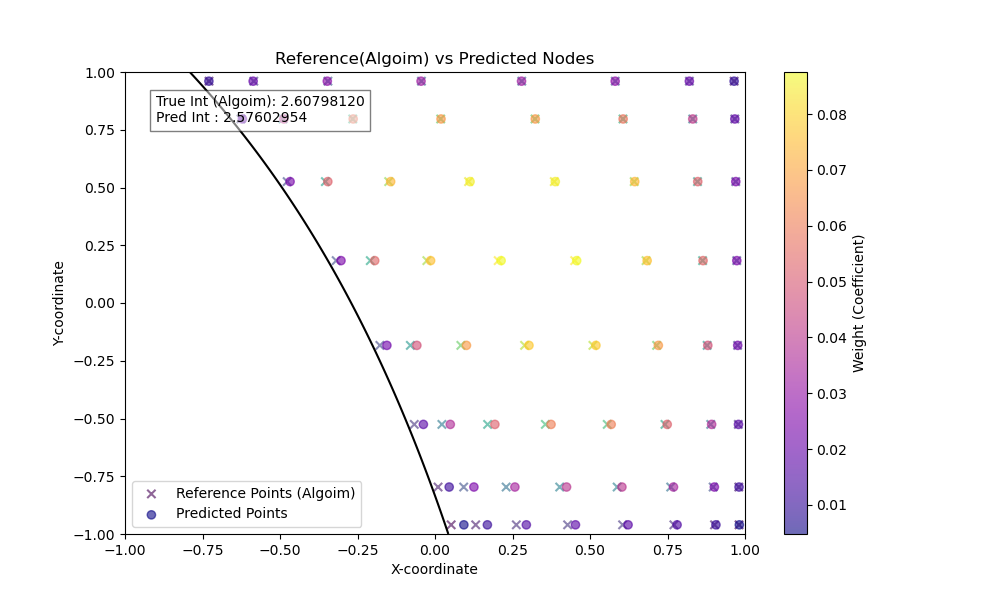 Reference(Algoim) vs Predicted Nodes
True Int (Algoim): 2.60798120
Pred Int : 2.57602954
1.00
0.75
0.50
0.25
0.00
−0.25
−0.50
−0.75
−1.00
Y-coordinate
Reference Points (Algoim)
Predicted Points
−1.00 −0.75 −0.50 −0.25 0.00 0.25 0.50 0.75 1.00
X-coordinate
0.08
0.07
0.06
0.05
0.04
0.03
0.02
0.01
Weight (Coefficient)